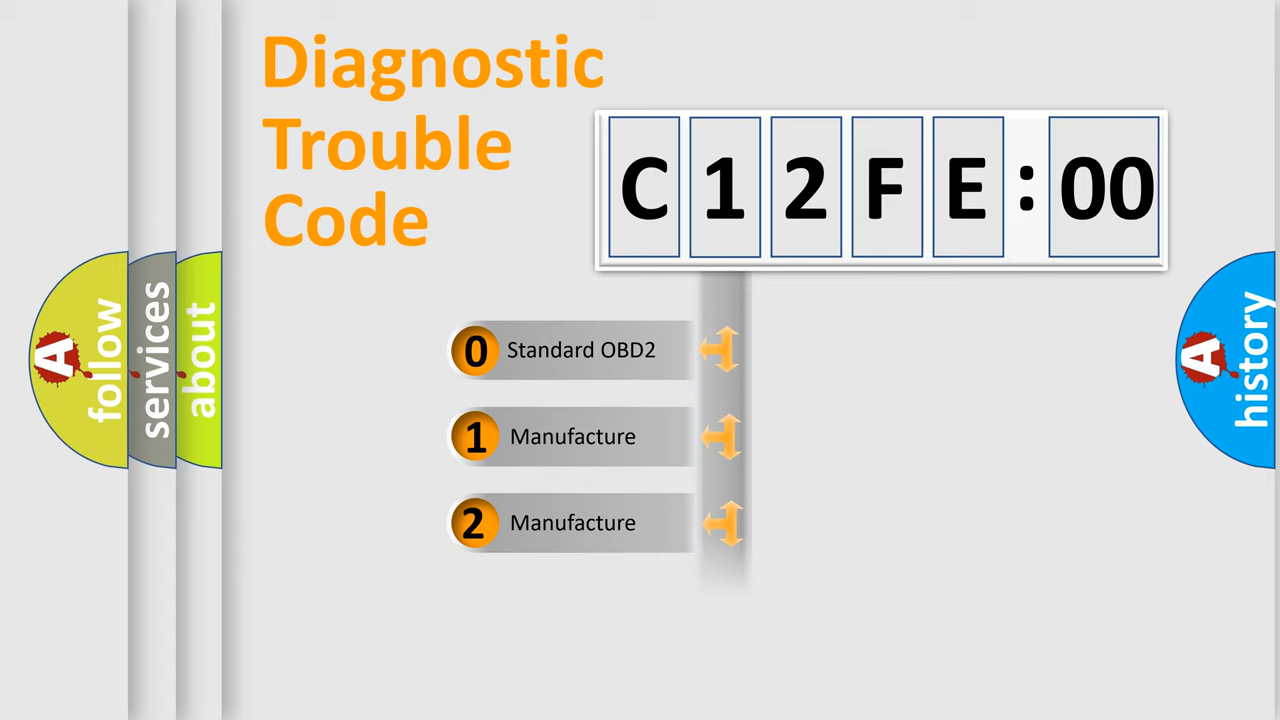 Diagnostic
Trouble
Code
C 1 2 F E : 00
0 Standard OBD2
1 Manufacture
2 Manufacture
A follow
services
about
A history